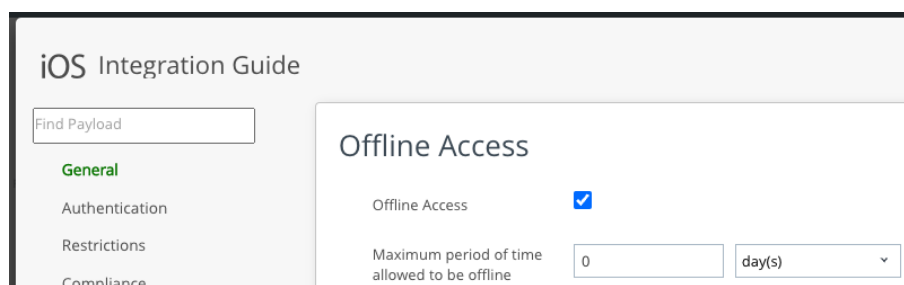 iOS Integration Guide
Find Payload
General
Authentication
Restrictions
Compliance
Offline Access
Offline Access
Maximum period of time
allowed to be offline
0
day(s)